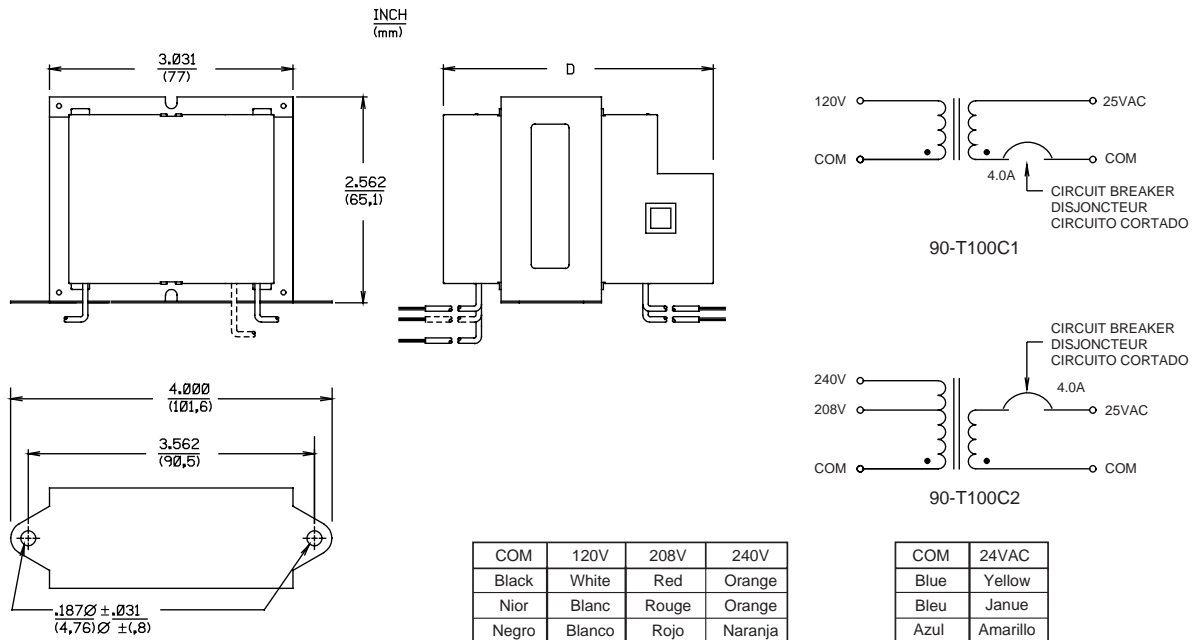 INCH
(mm)
3.031
(77)
D
2.562
(65,1)
120V
25VAC
COM
COM
4.0A
CIRCUIT BREAKER
DISJONCTEUR
CIRCUITO CORTADO
90-T100C1
CIRCUIT BREAKER
DISJONCTEUR
CIRCUITO CORTADO
4.0A
240V
208V
25VAC
COM
COM
90-T100C2
4.000
(101,6)
3.562
(90,5)
.187Ø ±.031
(4,76)Ø ±(,8)
COM 120V 208V 240V
Black White Red Orange
Nior Blanc Rouge Orange
Negro Blanco Rojo Naranja
COM 24VAC
Blue Yellow
Bleu Janue
Azul Amarillo